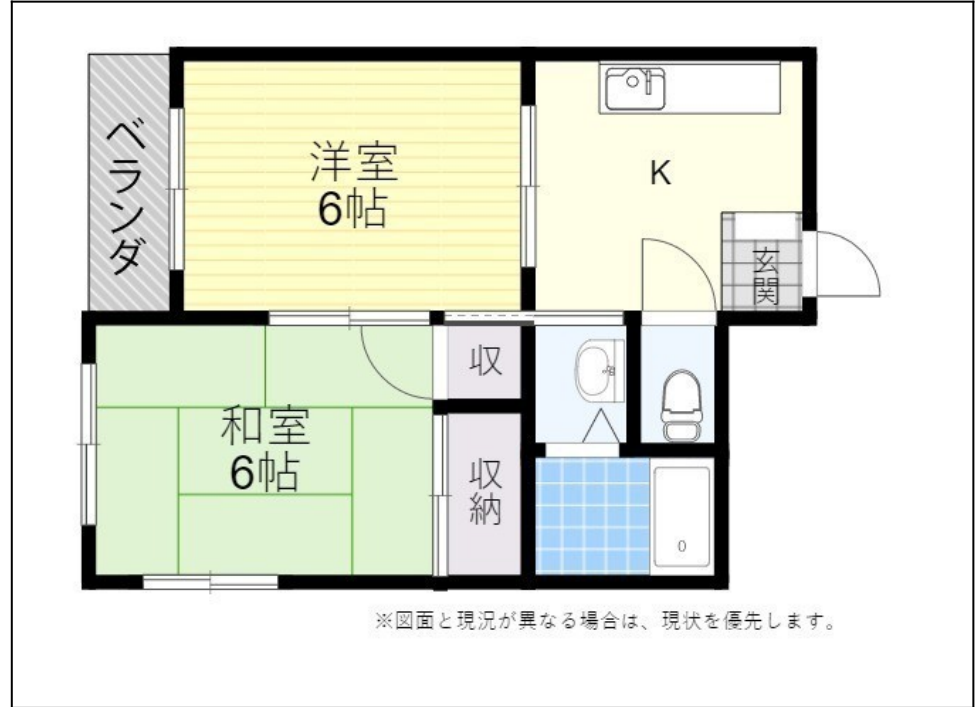 ベランダ
洋室
6帖
K
玄関
収
和室
6帖
収納
※図面と現況が異なる場合は、現状を優先します。